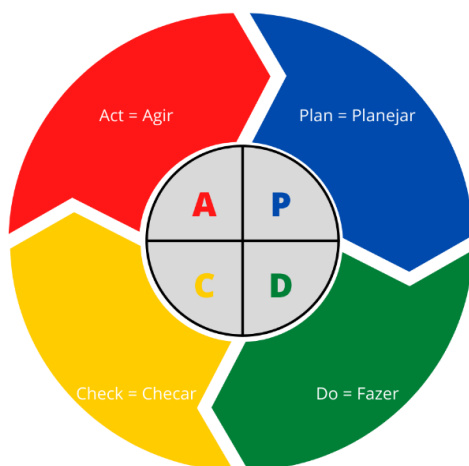 Act = Agir
Plan = Planejar
A P
C D
Check = Checar
Do = Fazer